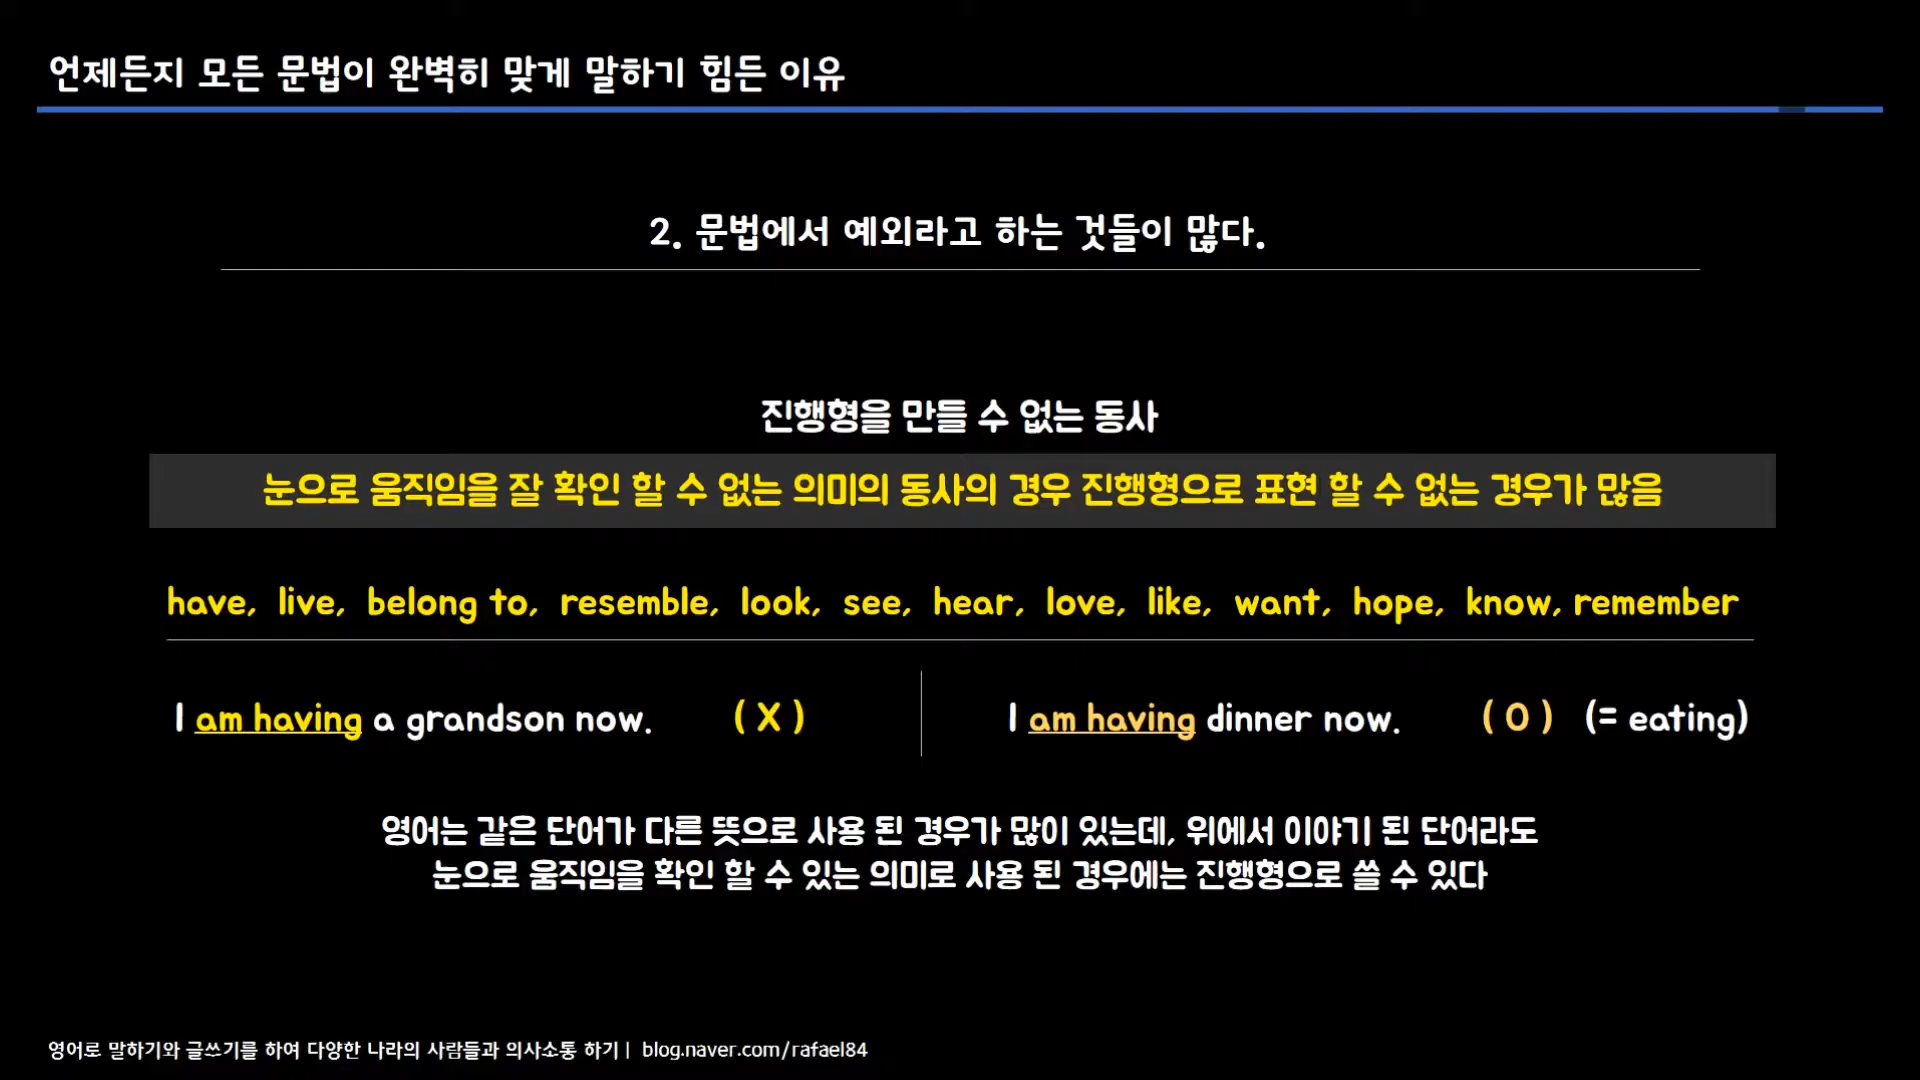 언제든지 모든 문법이 완벽히 맞게 말하기 힘든 이유
2. 문법에서 예외라고 하는 것들이 많다.
진행형을 만들 수 없는 동사
눈으로 움직임을 잘 확인 할 수 없는 의미의 동사의 경우 진행형으로 표현 할 수 없는 경우가 많음
have, live, belong to, resemble, look, see, hear, love, like, want, hope, know, remember
I am having a grandson now. ( X )
I am having dinner now. ( O ) (= eating)
영어는 같은 단어가 다른 뜻으로 사용 된 경우가 많이 있는데, 위에서 이야기 된 단어라도
눈으로 움직임을 확인 할 수 있는 의미로 사용 된 경우에는 진행형으로 쓸 수 있다
영어로 말하기와 글쓰기를 하여 다양한 나라의 사람들과 의사소통 하기 | blog.naver.com/rafael84